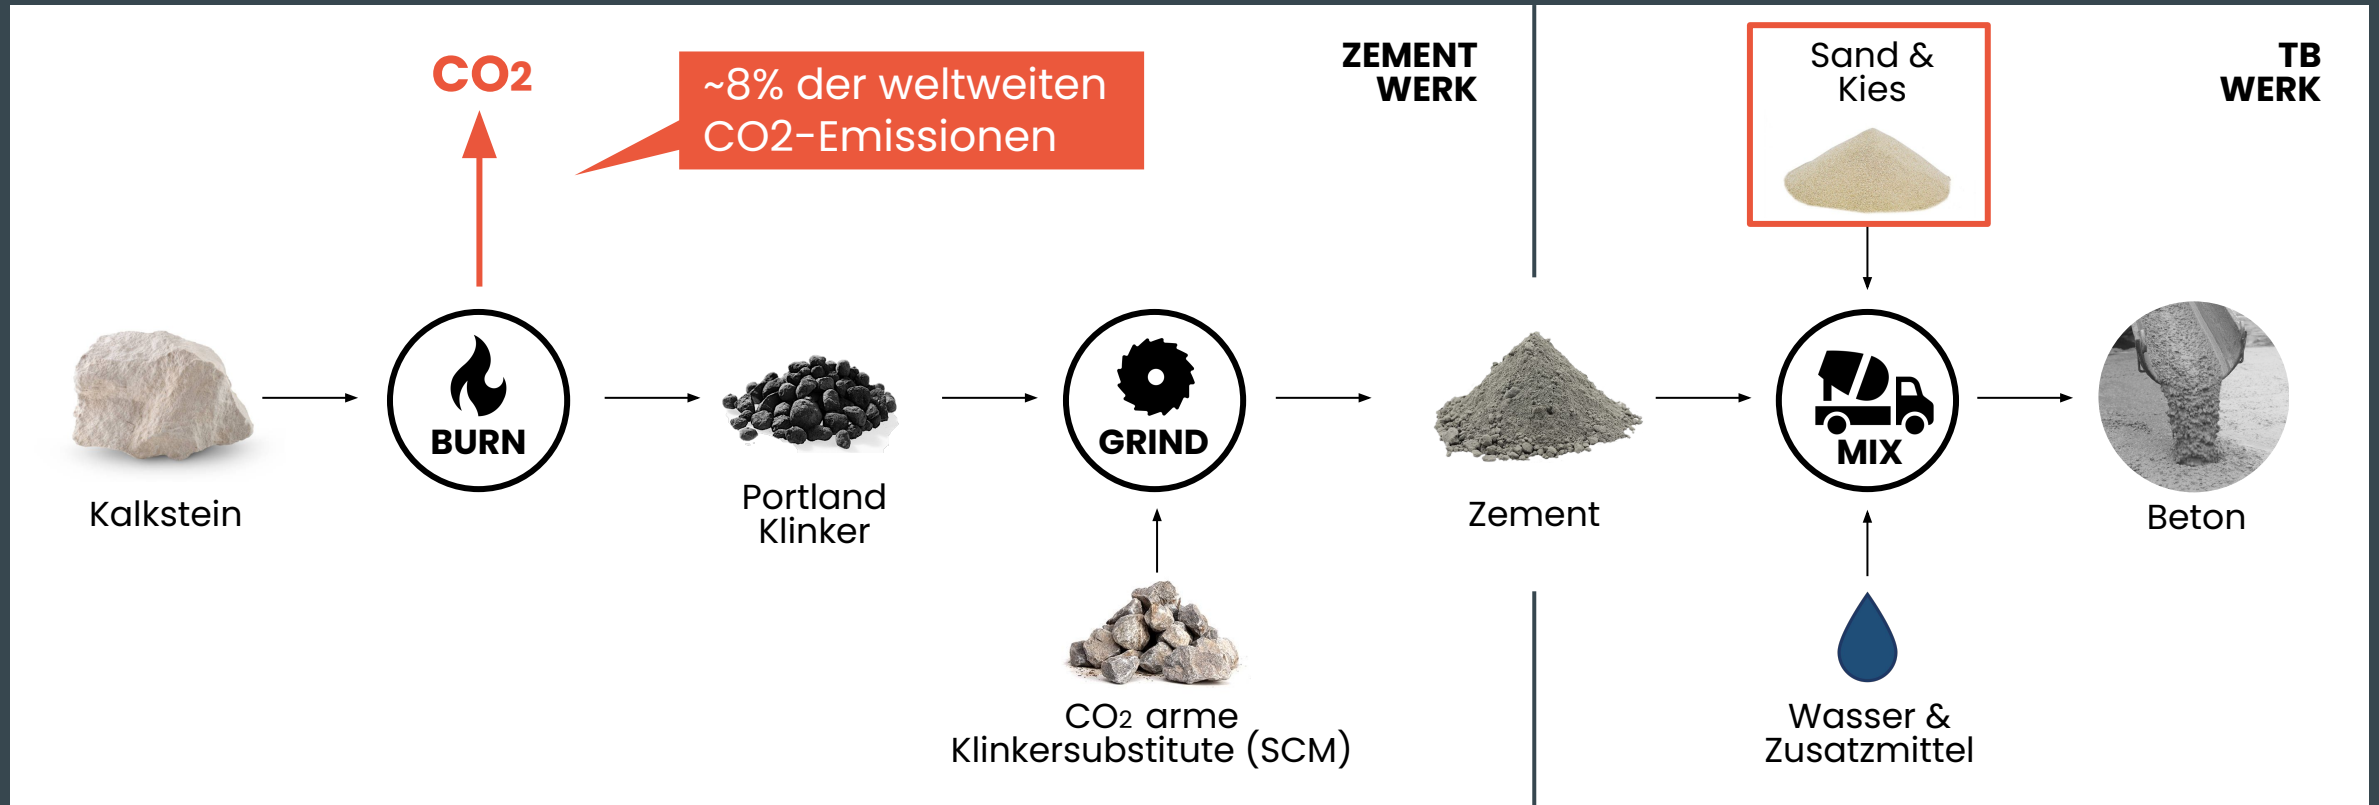 CO2
~8% der weltweiten
CO2-Emissionen
ZEMENT
WERK
Sand &
Kies
TB
WERK
BURN
GRIND
MIX
Kalkstein
Portland
Klinker
Zement
Beton
CO2 arme
Klinkersubstitute (SCM)
Wasser &
Zusatzmittel